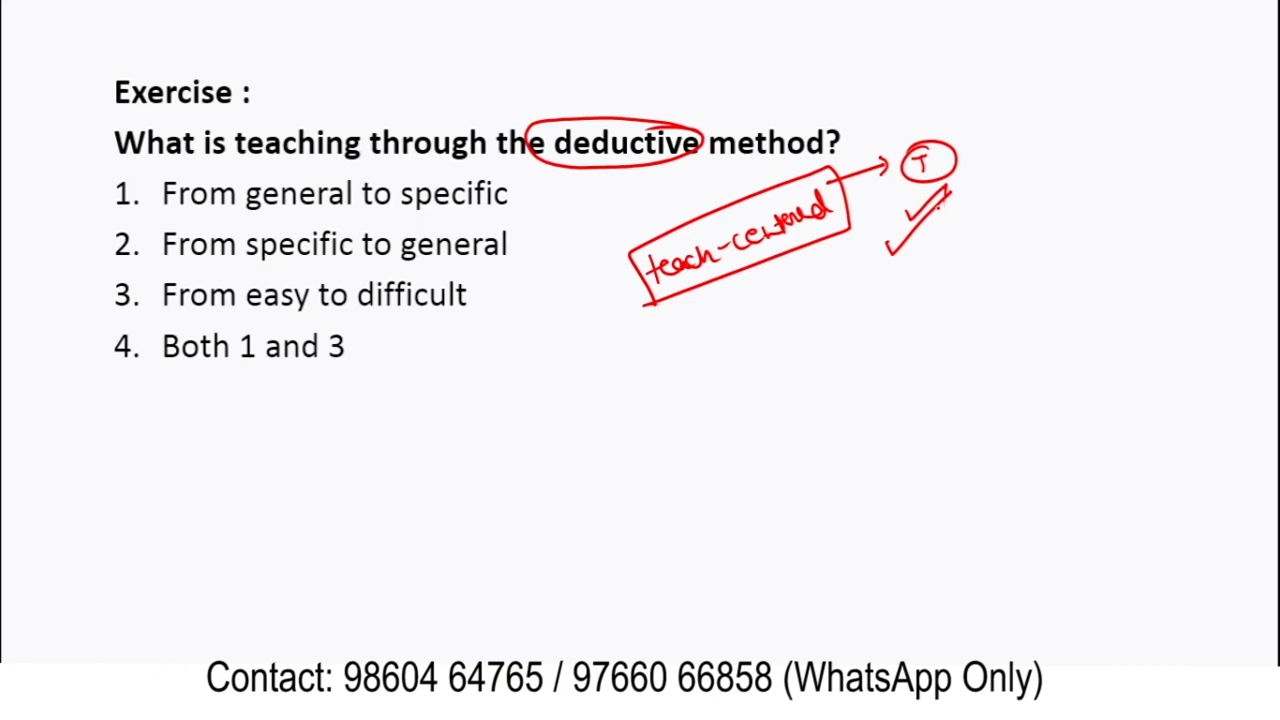 Exercise :
What is teaching through the deductive method?
1. From general to specific
2. From specific to general
3. From easy to difficult
4. Both 1 and 3
teach-centered
T
Contact: 98604 64765 / 97660 66858 (WhatsApp Only)